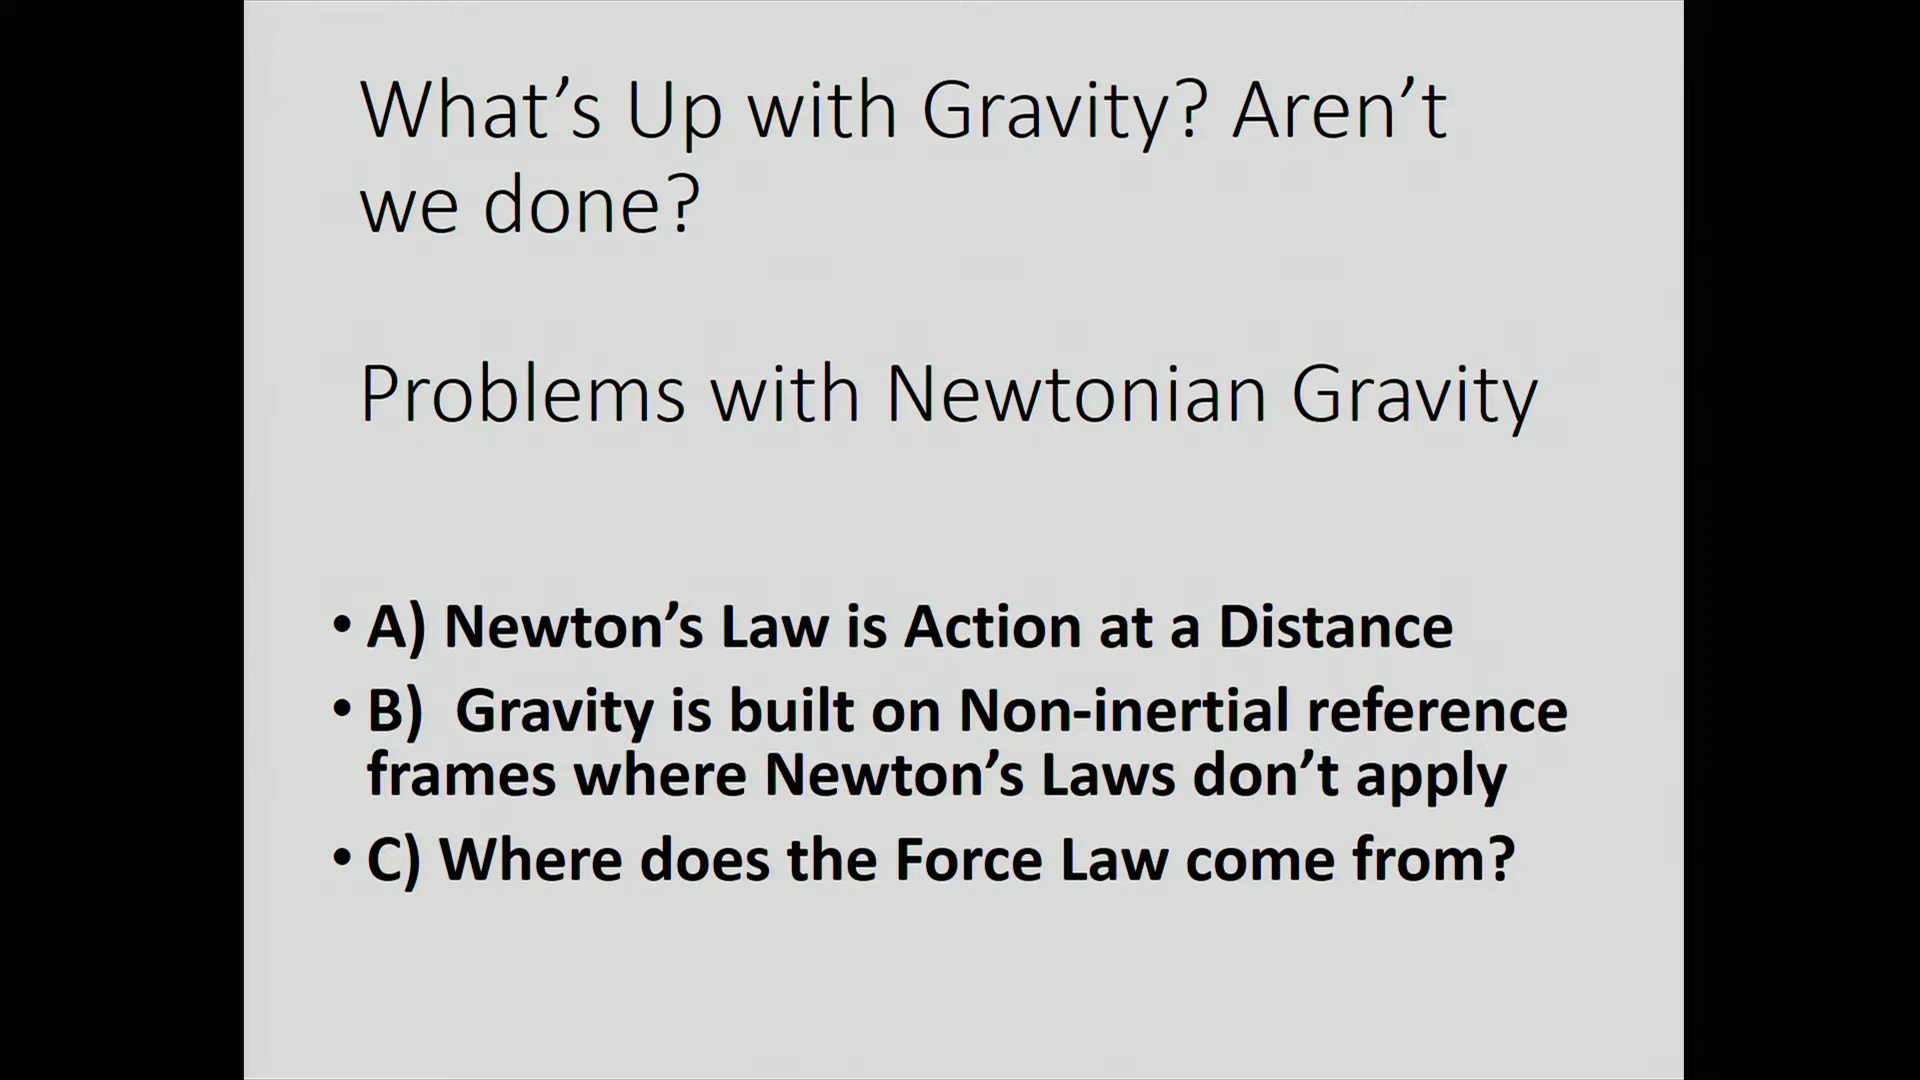 What’s Up with Gravity? Aren’t
we done?
Problems with Newtonian Gravity
• A) Newton’s Law is Action at a Distance
• B)  Gravity is built on Non-inertial reference
frames where Newton’s Laws don’t apply
• C) Where does the Force Law come from?